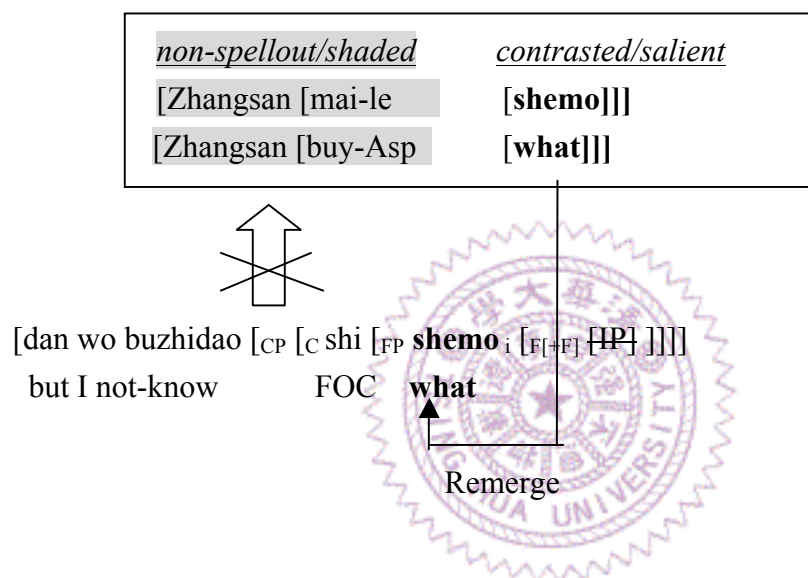 non-spellout/shaded contrasted/salient
[Zhangsan [mai-le [shemo]]]
[Zhangsan [buy-Asp [what]]]
[dan wo buzhidao [CP [C shi [FP shemo i [F[+F] [IP] ]]]]
but I not-know FOC what
Remerge
UNIVERSITY